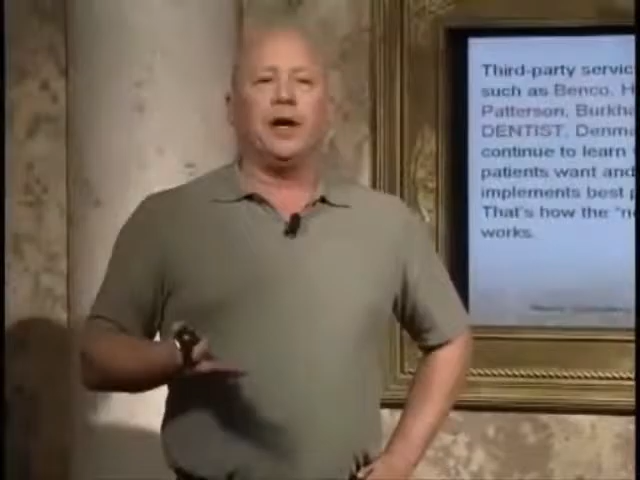 Third-party servic
such as Benco, H
Patterson, Burkha
DENTIST, Denma
continue to learn
patients want and
implements best p
That's how the "n
works.